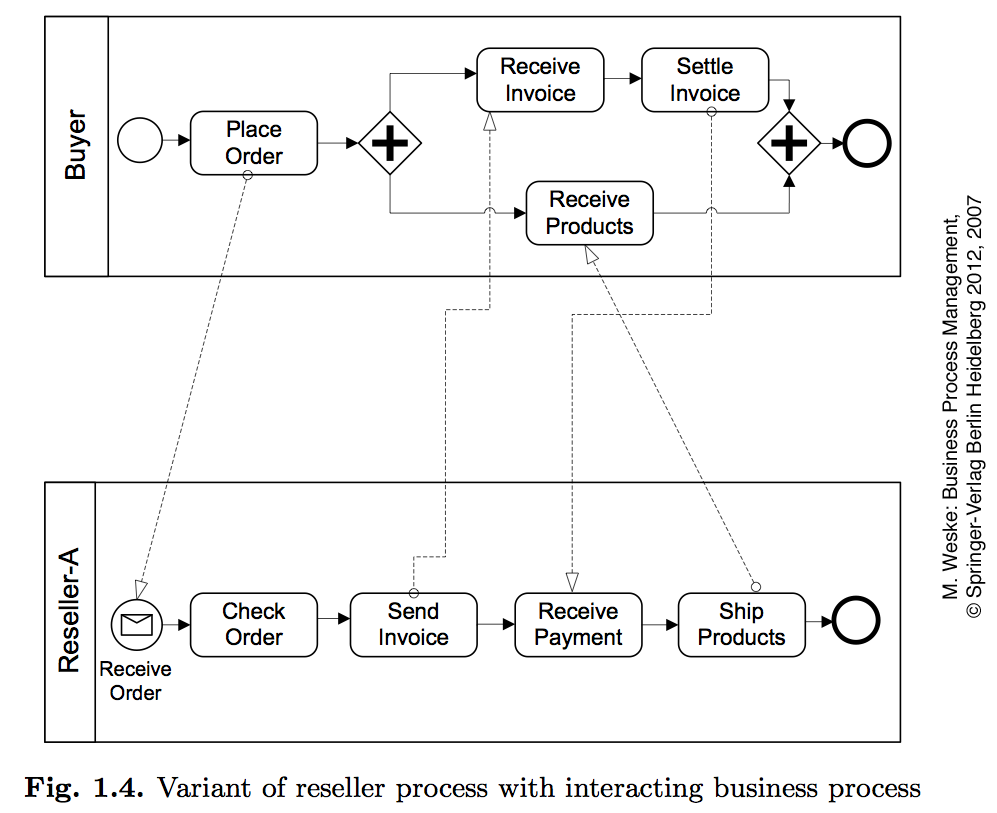 Buyer
Place
Order
Receive
Invoice
Settle
Invoice
Receive
Products
Reseller-A
Receive
Order
Check
Order
Send
Invoice
Receive
Payment
Ship
Products
M. Weske: Business Process Management,
© Springer-Verlag Berlin Heidelberg 2012, 2007
Fig. 1.4. Variant of reseller process with interacting business process